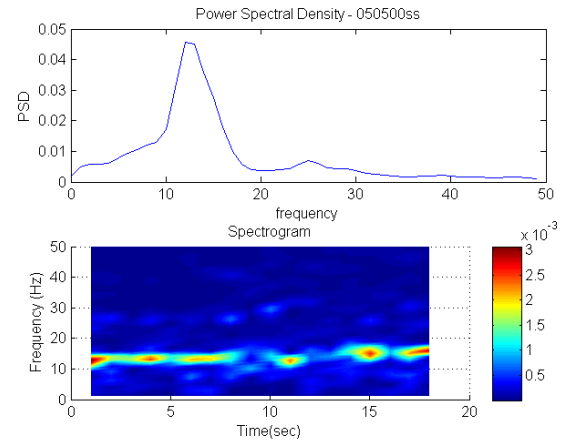 Power Spectral Density - 050500ss
0.05
0.04
0.03
0.02
0.01
0
PSD
0 10 20 30 40 50
frequency
Spectrogram
50
40
30
20
10
0
Frequency (Hz)
0 5 10 15 20
Time(sec)
x 10^-3
3
2.5
2
1.5
1
0.5